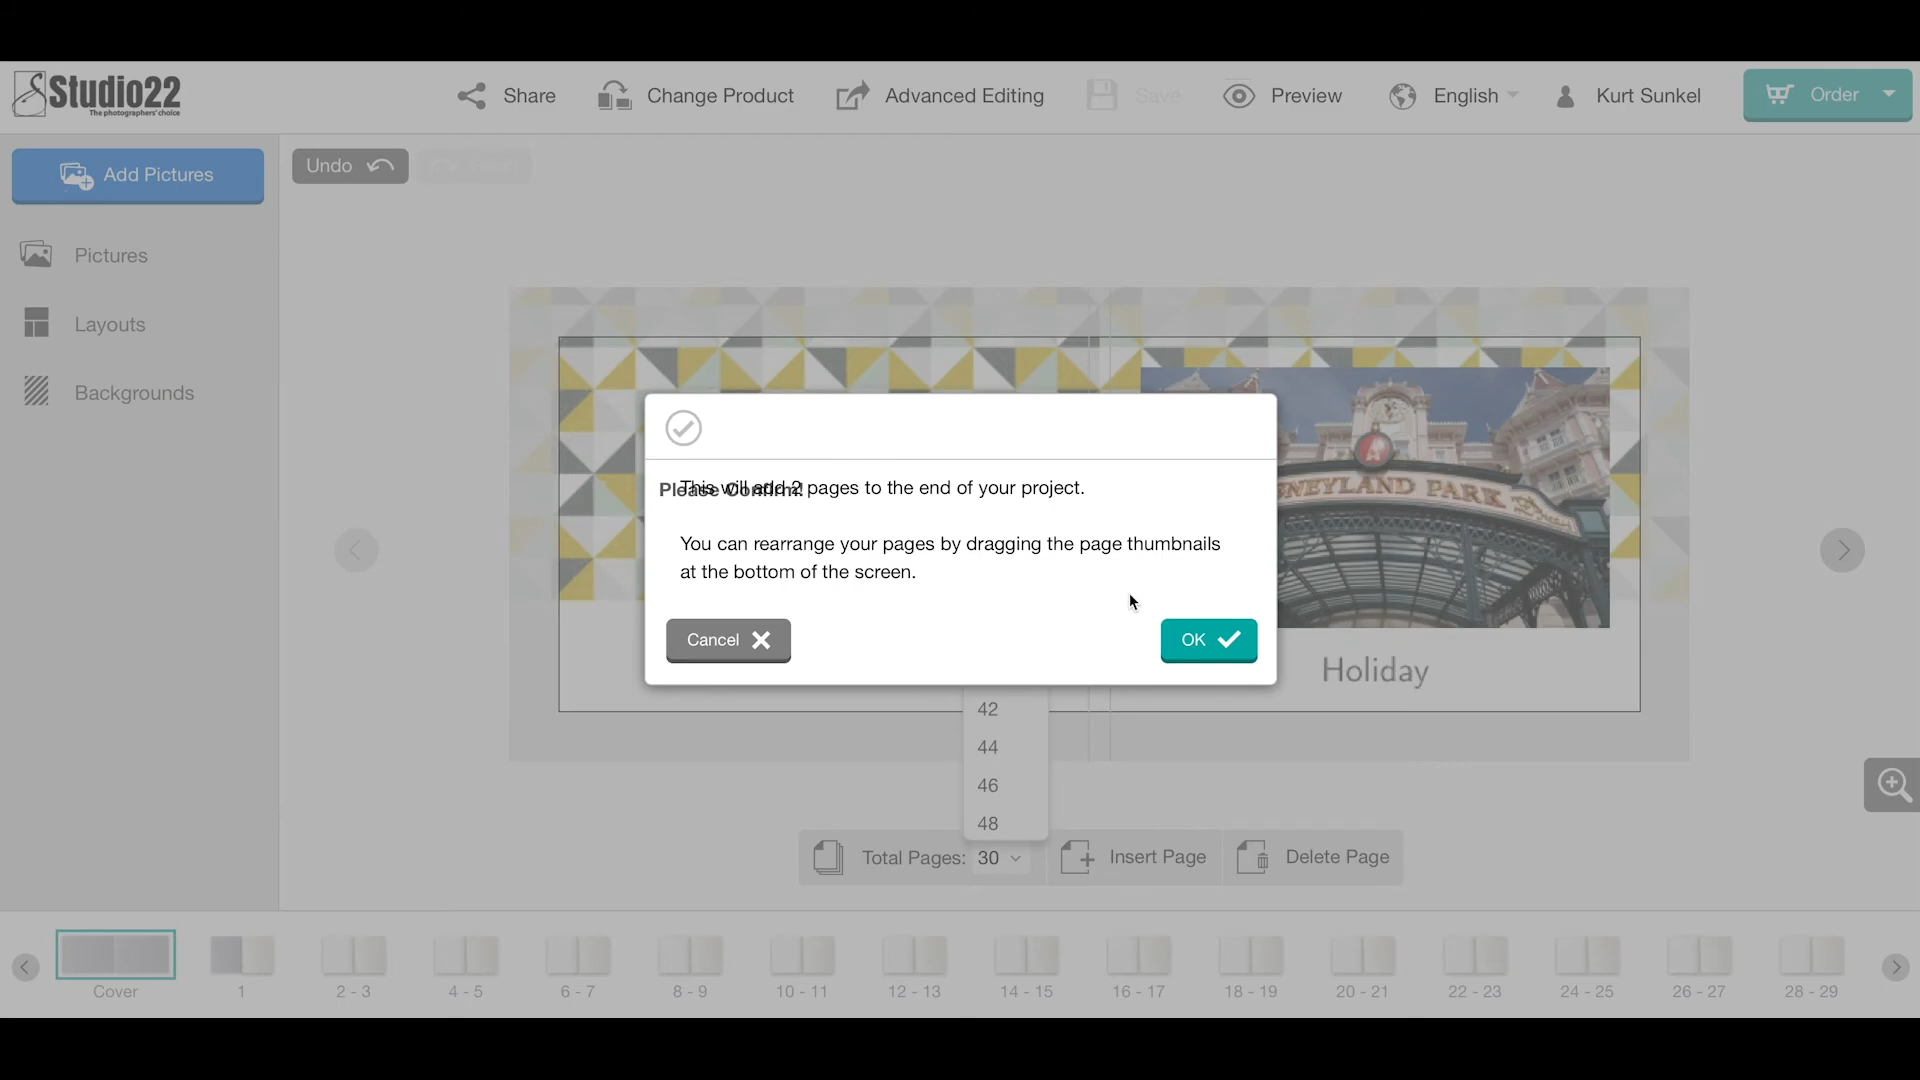 Studio22
The photographers' choice
Share
Change Product
Advanced Editing
Save
Preview
English
Kurt Sunkel
Order
Add Pictures
Undo
Pictures
Layouts
Backgrounds
DISNEYLAND PARK
Please Confirm!
This will add 2 pages to the end of your project.
You can rearrange your pages by dragging the page thumbnails
at the bottom of the screen.
Cancel
OK
Holiday
42
44
46
48
Total Pages: 30
Insert Page
Delete Page
Cover
1
2 - 3
4 - 5
6 - 7
8 - 9
10 - 11
12 - 13
14 - 15
16 - 17
18 - 19
20 - 21
22 - 23
24 - 25
26 - 27
28 - 29